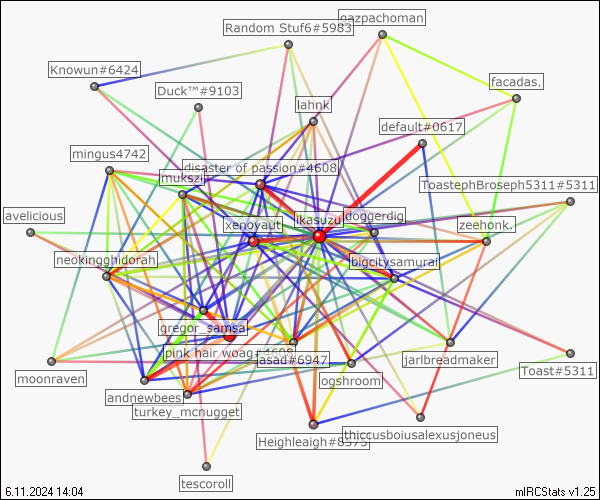 gazpachoman
Random Stuf6#5983
Knowun#6424
facadas.
Duck™#9103
lahnk
default#0617
mingus4742
disaster of passion#4608
mukszil
ToastephBroseph5311#5311
avelicious
xenoyaut
ikasuzu
doggerdig
zeehonk.
neokingghidorah
bigcitysamurai
gregor_samsa
pink hair woag#4609
asad#6947
jarlbreadmaker
moonraven
ogshroom
Toast#5311
andnewbees
turkey_mcnugget
Heighleaigh#8575
thiccusboiusalexusjoneus
tescoroll
6.11.2024 14:04
mIRCStats v1.25